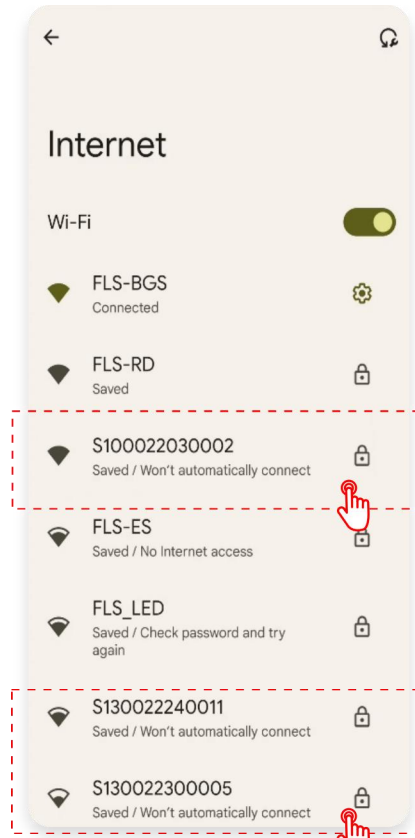 Internet
Wi-Fi
FLS-BGS
Connected
FLS-RD
Saved
S100022030002
Saved / Won't automatically connect
FLS-ES
Saved / No Internet access
FLS_LED
Saved / Check password and try
again
S130022240011
Saved / Won't automatically connect
S130022300005
Saved / Won't automatically connect